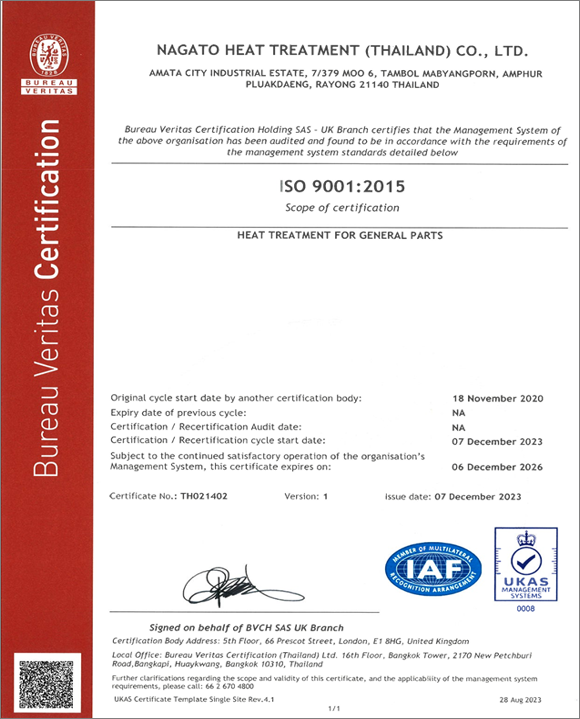 BUREAU VERITAS
1828
BUREAU
VERITAS
Bureau Veritas Certification
NAGATO HEAT TREATMENT (THAILAND) CO., LTD.
AMATA CITY INDUSTRIAL ESTATE, 7/379 MOO 6, TAMBOL MABYANGPORN, AMPHUR
PLUAKDAENG, RAYONG 21140 THAILAND
Bureau Veritas Certification Holding SAS - UK Branch certifies that the Management System of
the above organisation has been audited and found to be in accordance with the requirements of
the management system standards detailed below
ISO 9001:2015
Scope of certification
HEAT TREATMENT FOR GENERAL PARTS
Original cycle start date by another certification body: 18 November 2020
Expiry date of previous cycle: NA
Certification / Recertification Audit date: NA
Certification / Recertification cycle start date: 07 December 2023
Subject to the continued satisfactory operation of the organisation's
Management System, this certificate expires on: 06 December 2026
Certificate No.: TH021402 Version: 1 Issue date: 07 December 2023
MEMBER OF MULTILATERAL
IAF
RECOGNITION ARRANGEMENT
UKAS
MANAGEMENT
SYSTEMS
0008
Signed on behalf of BVCH SAS UK Branch
Certification Body Address: 5th Floor, 66 Prescot Street, London, E1 8HG, United Kingdom
Local Office: Bureau Veritas Certification (Thailand) Ltd. 16th Floor, Bangkok Tower, 2170 New Petchburi
Road,Bangkapi, Huaykwang, Bangkok 10310, Thailand
Further clarifications regarding the scope and validity of this certificate, and the applicability of the management system
requirements, please call: 66 2 670 4800
UKAS Certificate Template Single Site Rev.4.1 28 Aug 2023
1/1